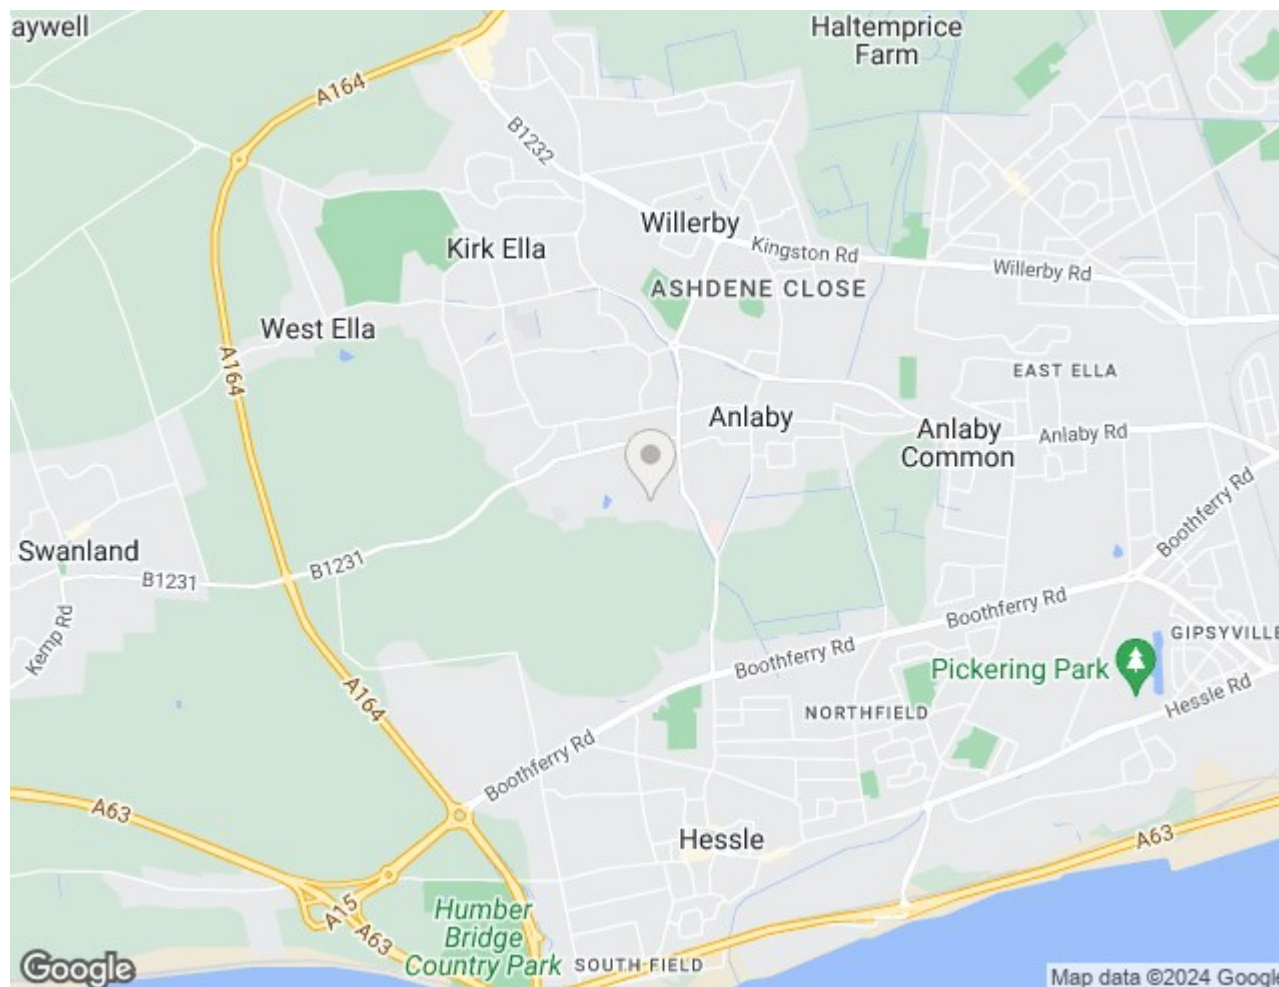 aywell
Haltemprice
Farm
A164
B1232
Willerby
Kirk Ella
Kingston Rd
Willerby Rd
ASHDENE CLOSE
West Ella
A164
EAST ELLA
Anlaby
Anlaby
Common
Anlaby Rd
Boothferry Rd
Swanland
B1231
B1231
Kemp Rd
Boothferry Rd
GIPSYVILLE
Boothferry Rd
Pickering Park
Hessle Rd
A164
NORTHFIELD
Boothferry Rd
A63
Hessle
A63
A15
A63
Humber
Bridge
Country Park
SOUTH FIELD
Google
Map data ©2024 Google